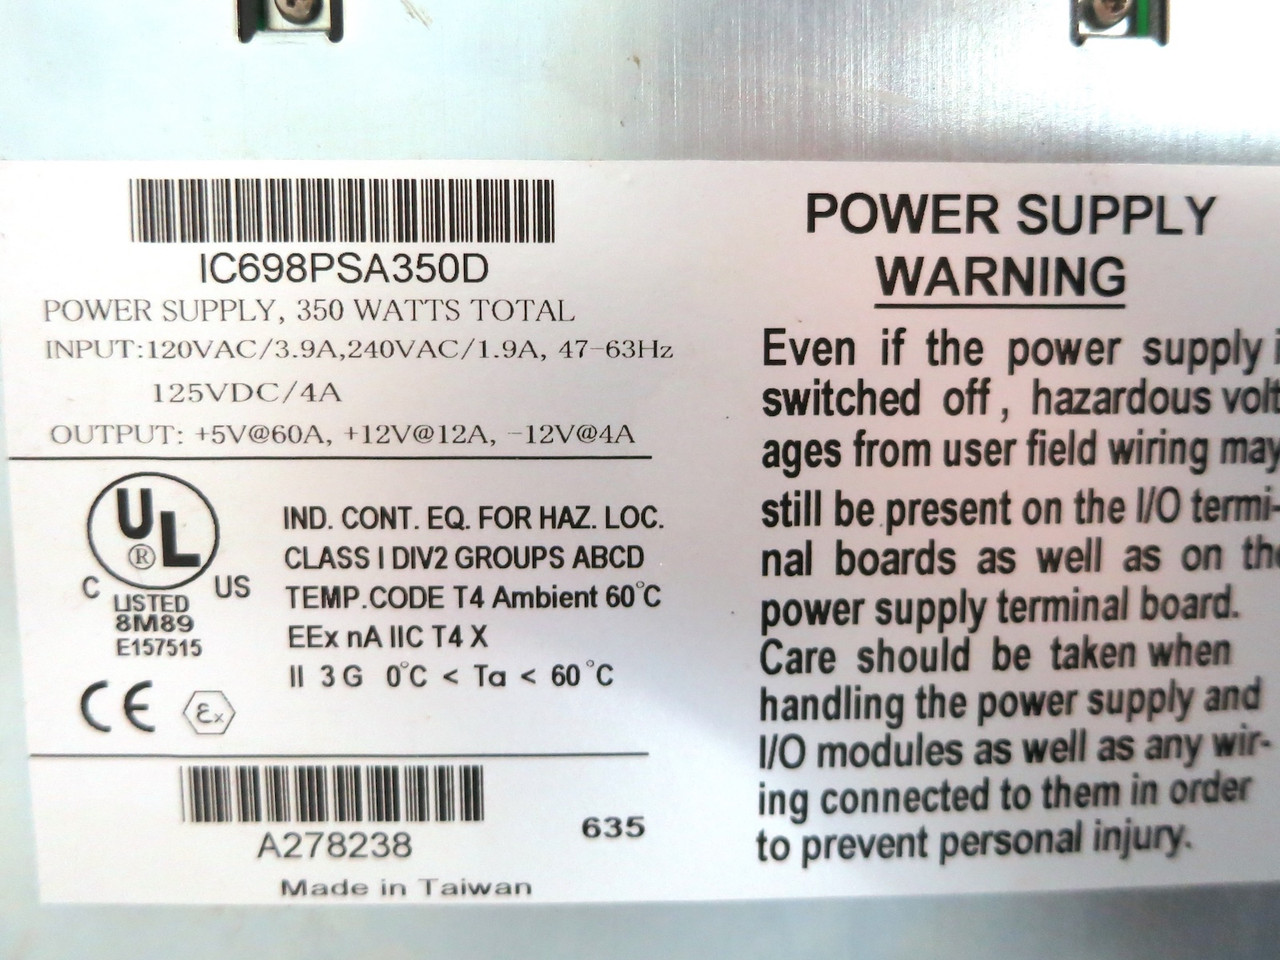 IC698PSA350D
POWER SUPPLY, 350 WATTS TOTAL
INPUT:120VAC/3.9A,240VAC/1.9A, 47-63Hz
125VDC/4A
OUTPUT: +5V@60A, +12V@12A, -12V@4A
UL
®
C US
LISTED
8M89
E157515
IND. CONT. EQ. FOR HAZ. LOC.
CLASS I DIV2 GROUPS ABCD
TEMP.CODE T4 Ambient 60°C
EEx nA IIC T4 X
II 3 G 0°C < Ta < 60°C
CE Ex
A278238
635
Made in Taiwan
POWER SUPPLY
WARNING
Even if the power supply i
switched off, hazardous volt
ages from user field wiring may
still be present on the I/O termi-
nal boards as well as on the
power supply terminal board.
Care should be taken when
handling the power supply and
I/O modules as well as any wir-
ing connected to them in order
to prevent personal injury.